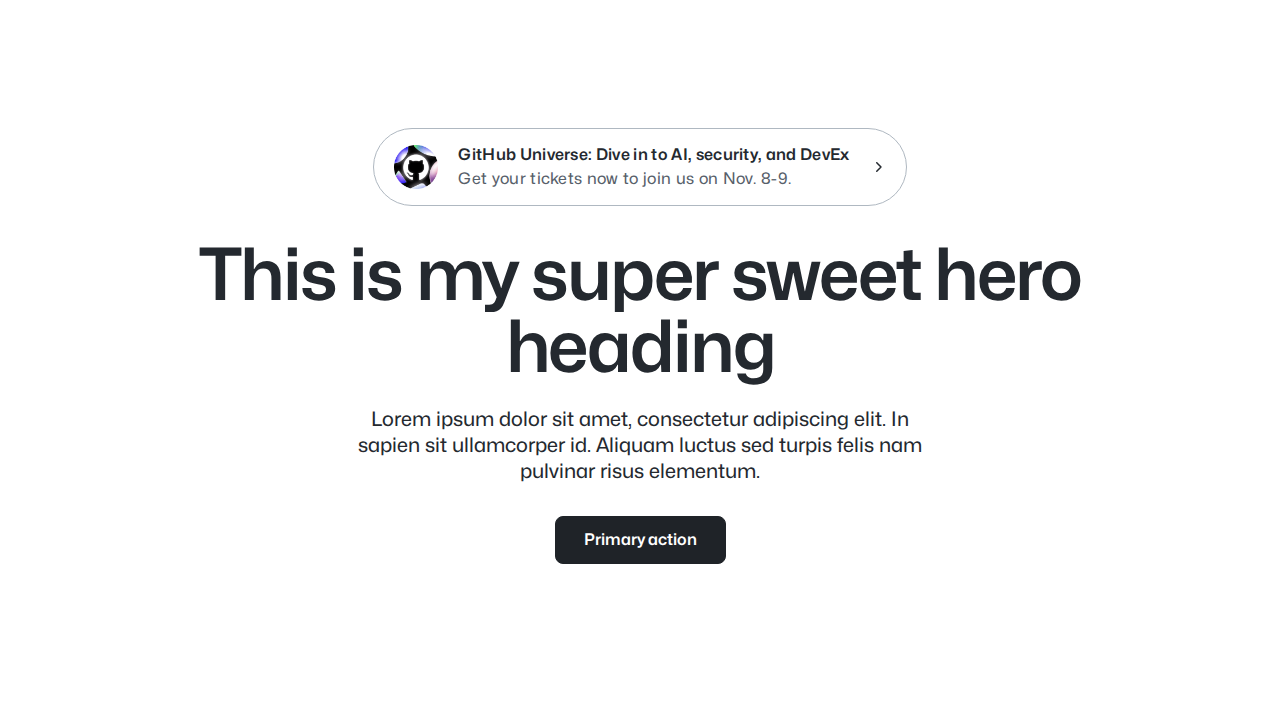 GitHub Universe: Dive in to AI, security, and DevEx
Get your tickets now to join us on Nov. 8-9.
This is my super sweet hero
heading
Lorem ipsum dolor sit amet, consectetur adipiscing elit. In
sapien sit ullamcorper id. Aliquam luctus sed turpis felis nam
pulvinar risus elementum.
Primary action